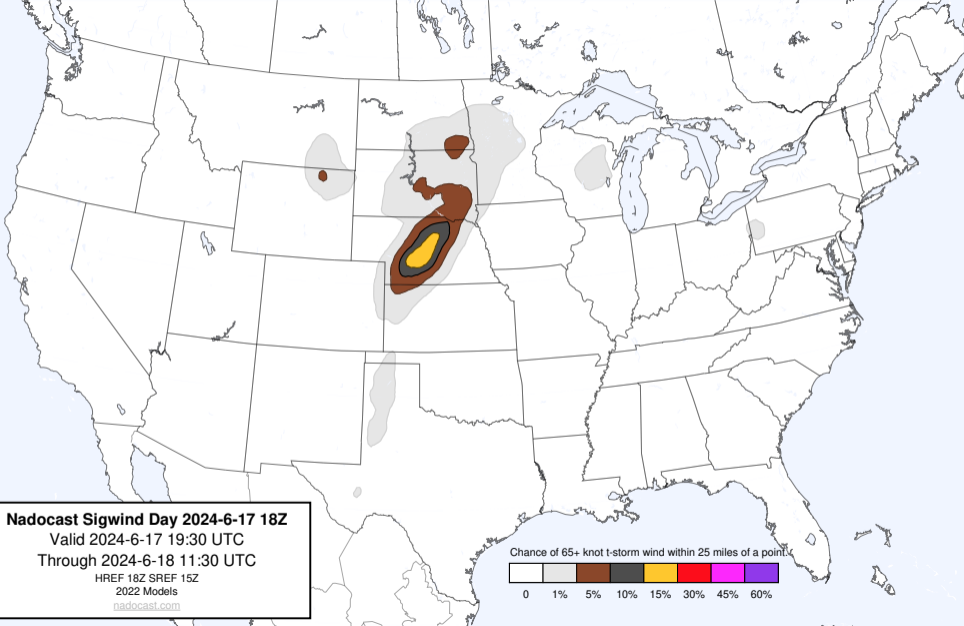 Nadocast Sigwind Day 2024-6-17 18Z
Valid 2024-6-17 19:30 UTC
Through 2024-6-18 11:30 UTC
HREF 18Z SREF 15Z
2022 Models
nadocast.com
Chance of 65+ knot t-storm wind within 25 miles of a point.
0 1% 5% 10% 15% 30% 45% 60%